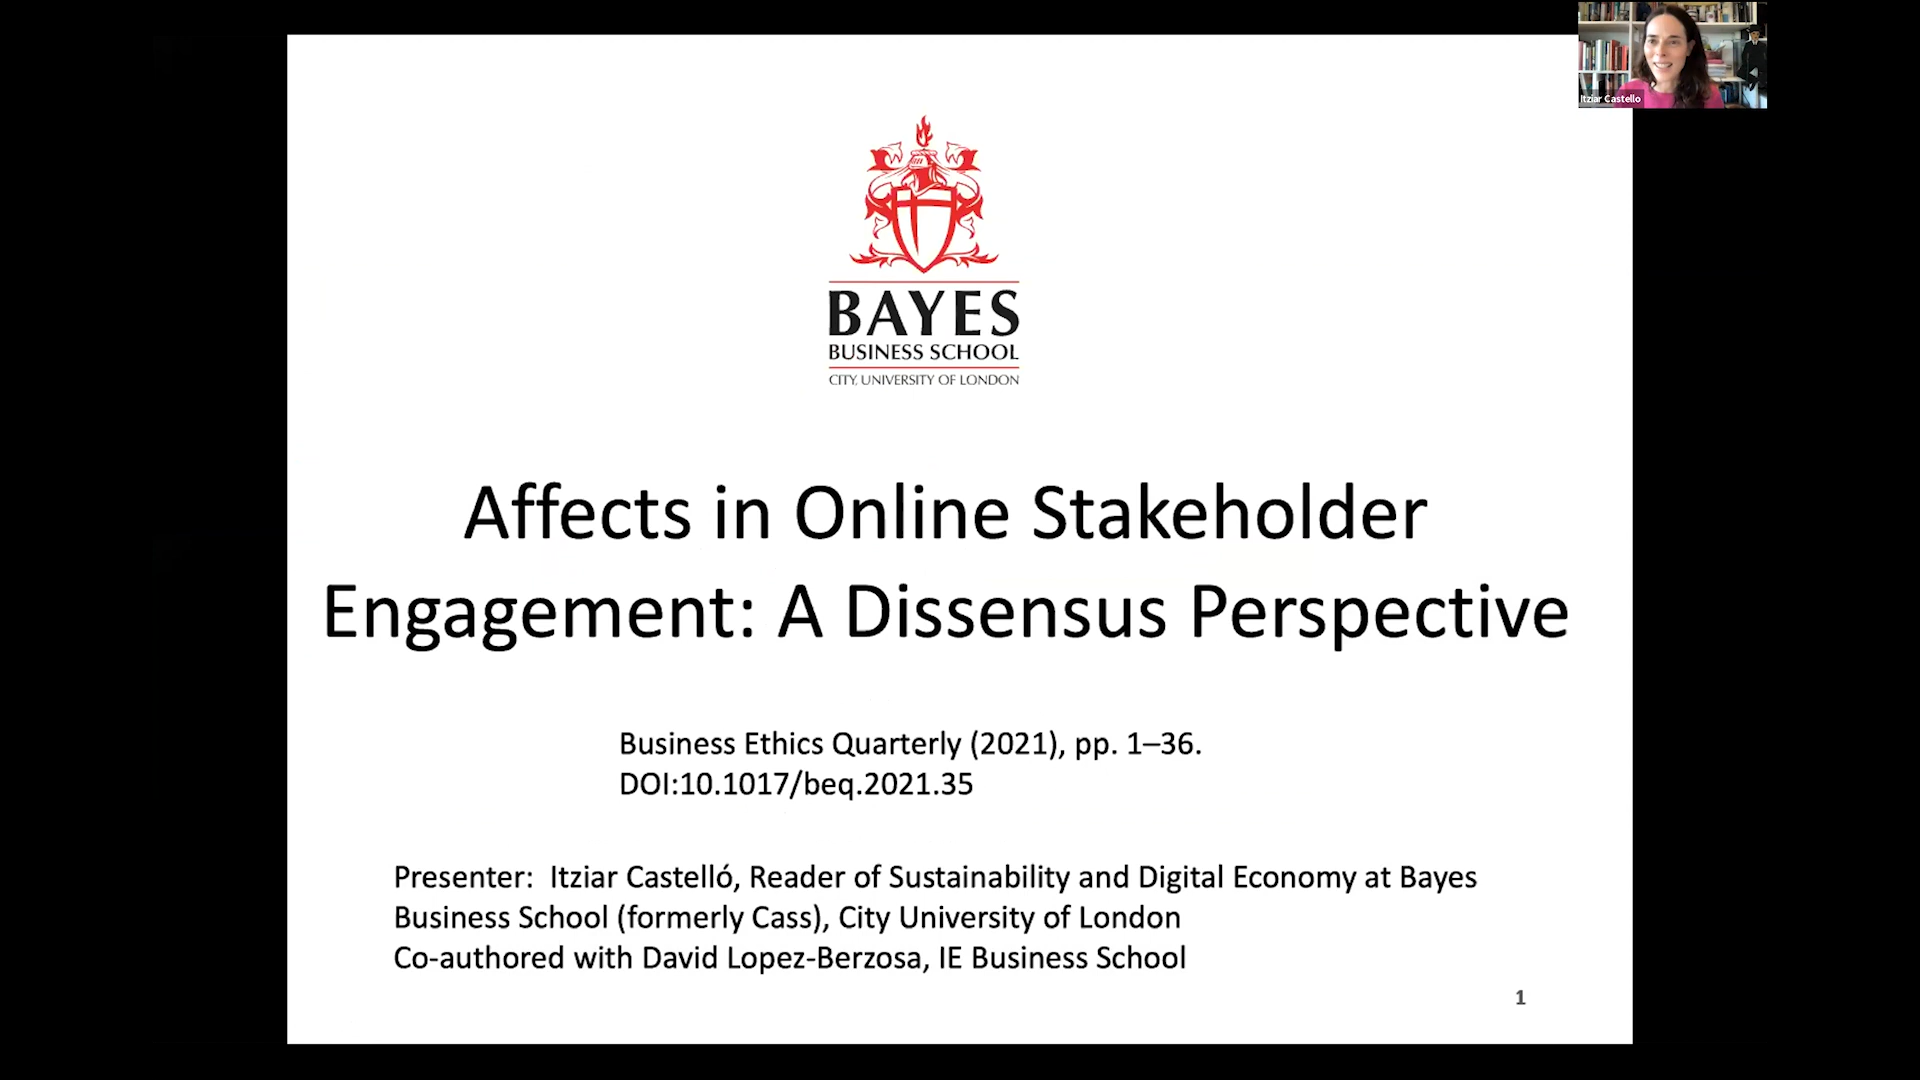 Itziar Castello
BAYES
BUSINESS SCHOOL
CITY, UNIVERSITY OF LONDON
Affects in Online Stakeholder
Engagement: A Dissensus Perspective
Business Ethics Quarterly (2021), pp. 1–36.
DOI:10.1017/beq.2021.35
Presenter:  Itziar Castelló, Reader of Sustainability and Digital Economy at Bayes
Business School (formerly Cass), City University of London
Co-authored with David Lopez-Berzosa, IE Business School
1